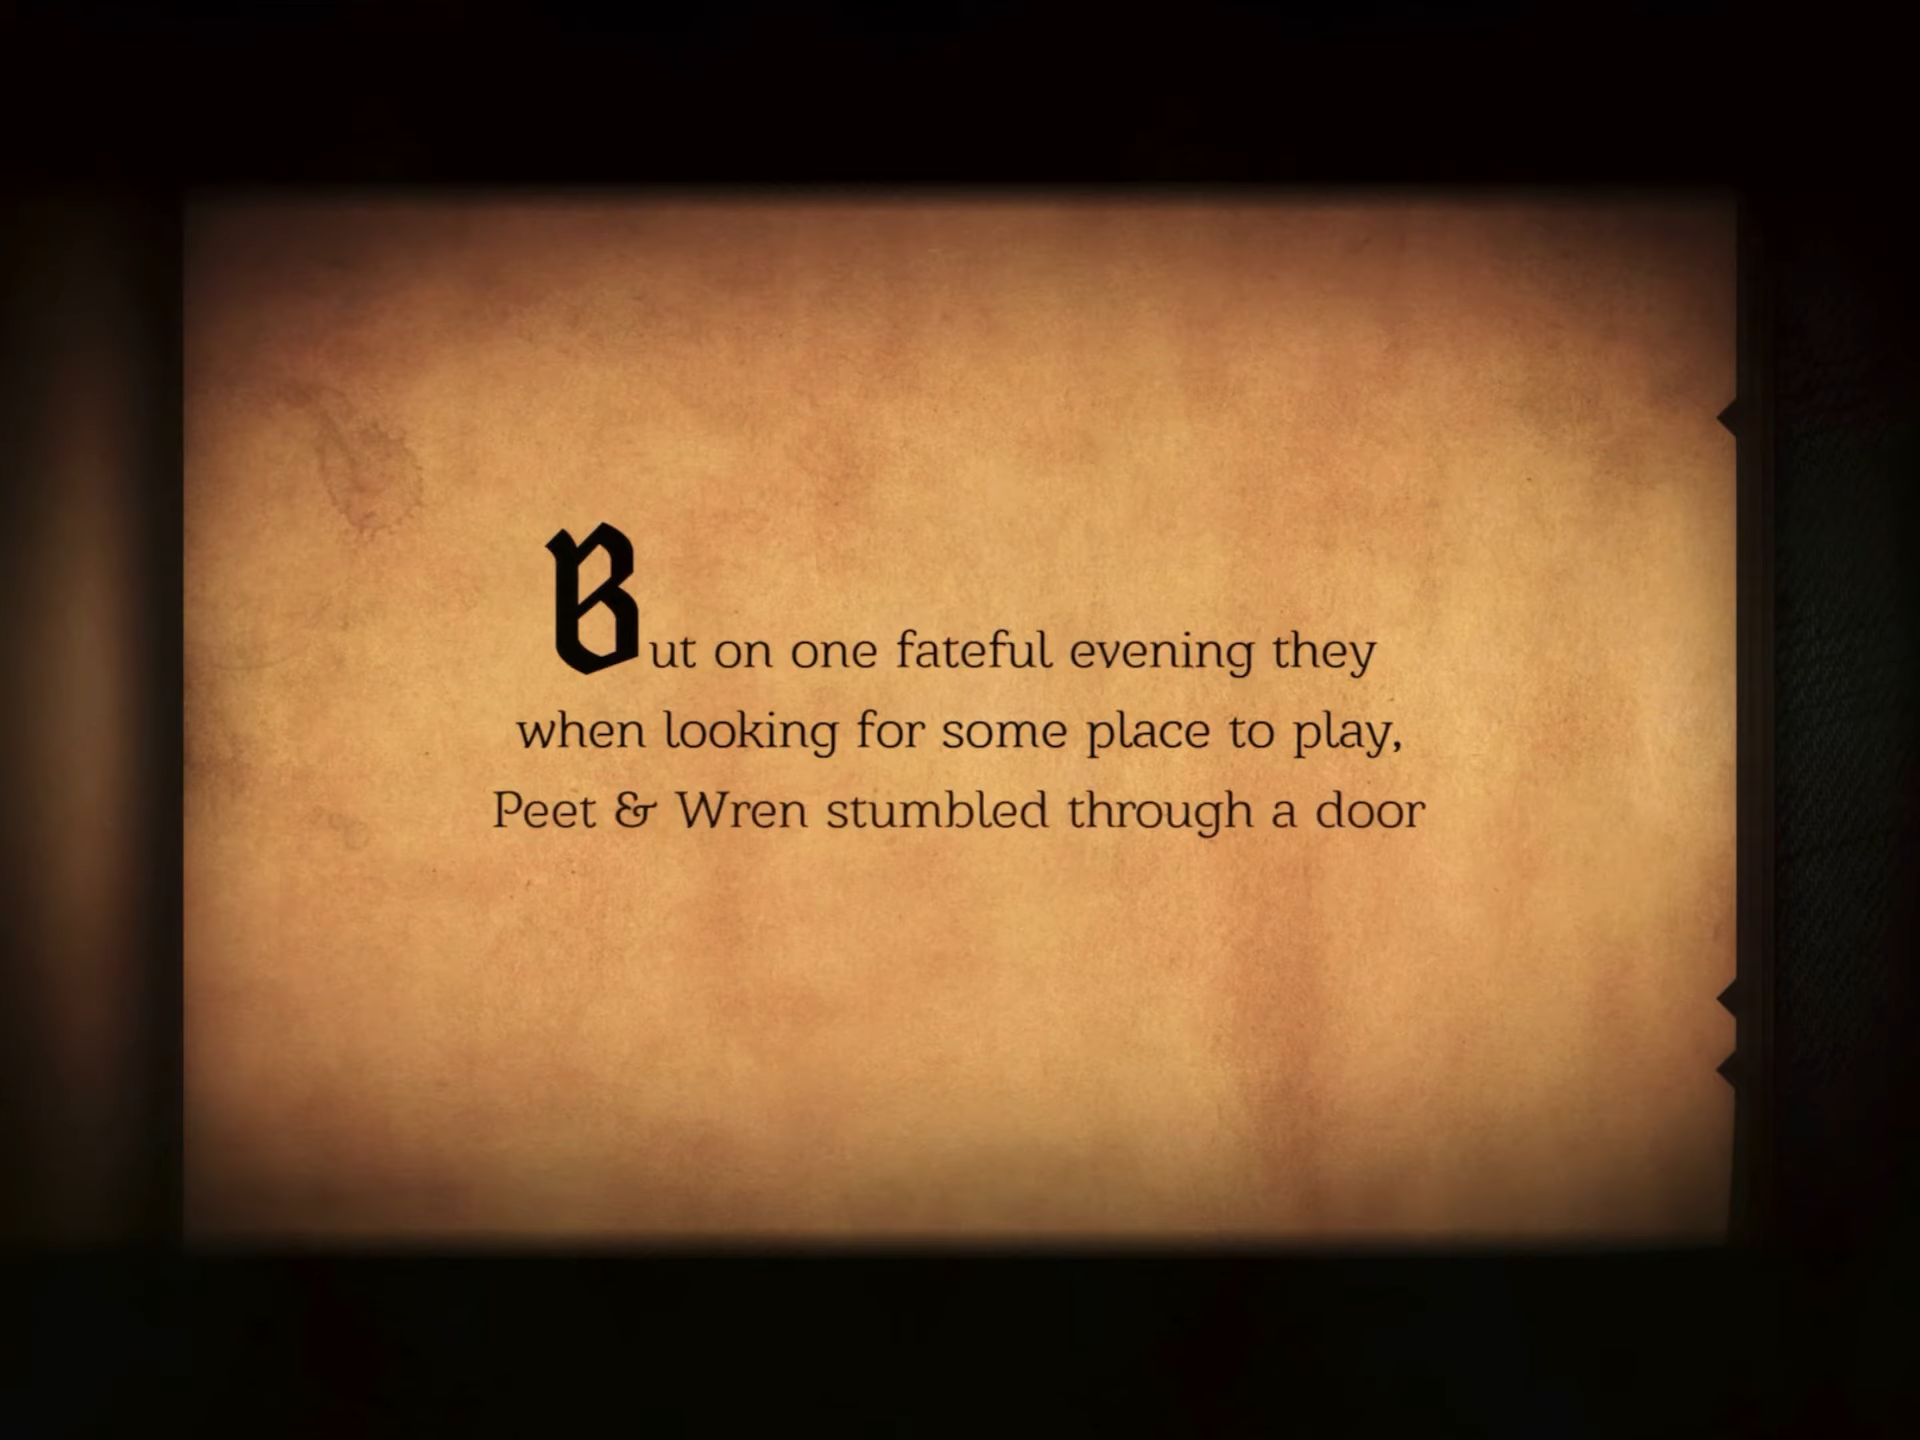 But on one fateful evening they
when looking for some place to play,
Peet & Wren stumbled through a door